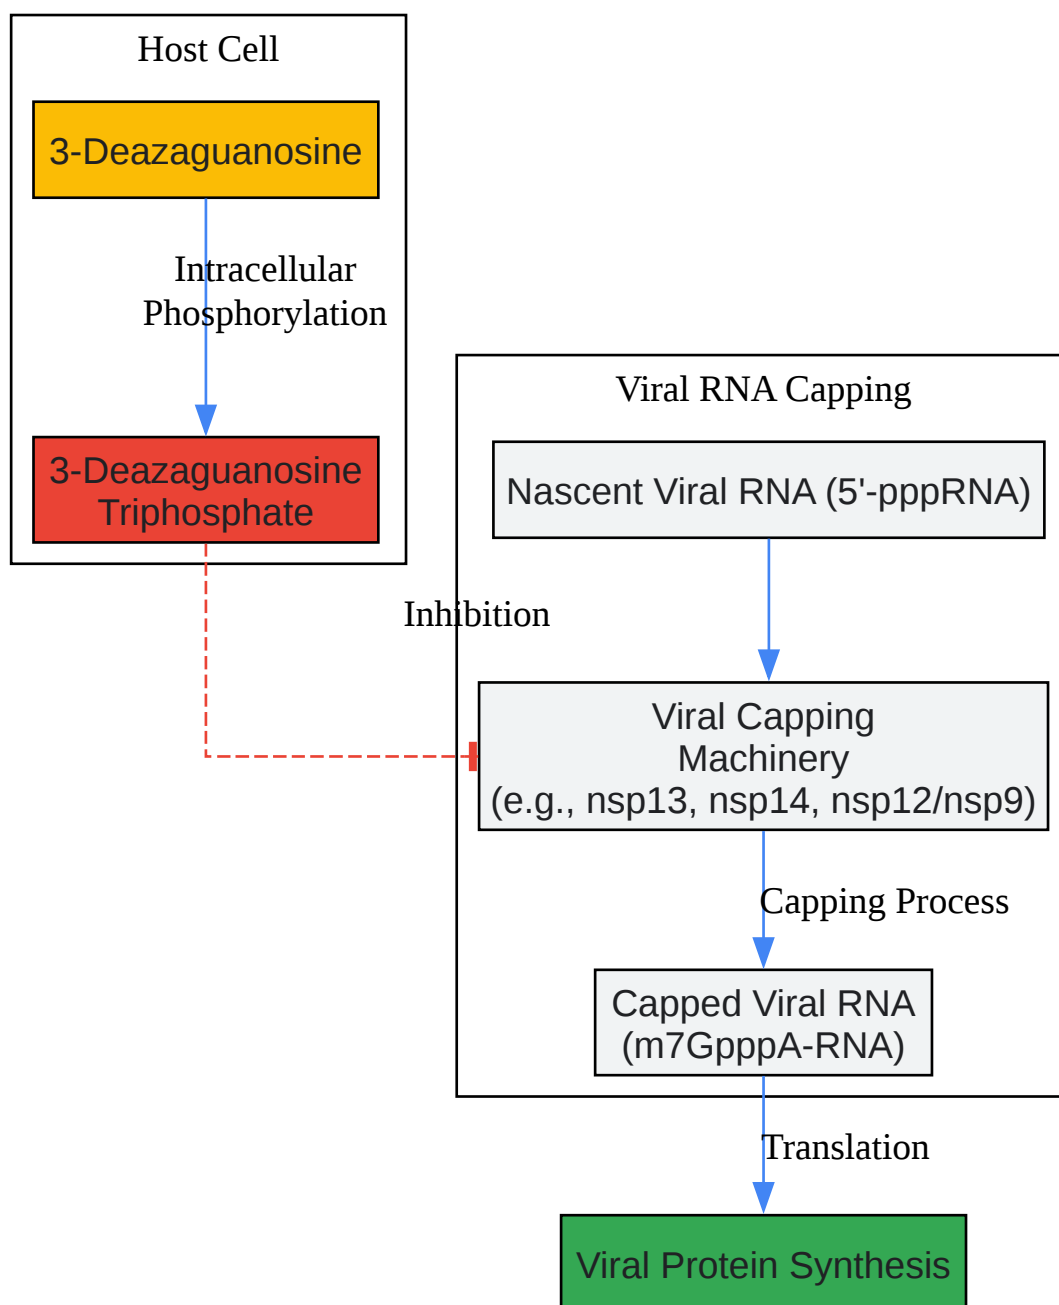 Host Cell
3-Deazaguanosine
Intracellular
Phosphorylation
3-Deazaguanosine
Triphosphate
Inhibition
Viral RNA Capping
Nascent Viral RNA (5'-pppRNA)
Viral Capping
Machinery
(e.g., nsp13, nsp14, nsp12/nsp9)
Capping Process
Capped Viral RNA
(m7GpppA-RNA)
Translation
Viral Protein Synthesis